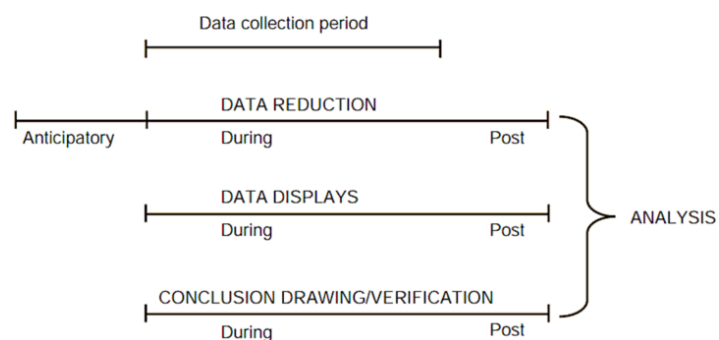 Data collection period
DATA REDUCTION
Anticipatory During Post
DATA DISPLAYS
During Post
ANALYSIS
CONCLUSION DRAWING/VERIFICATION
During Post